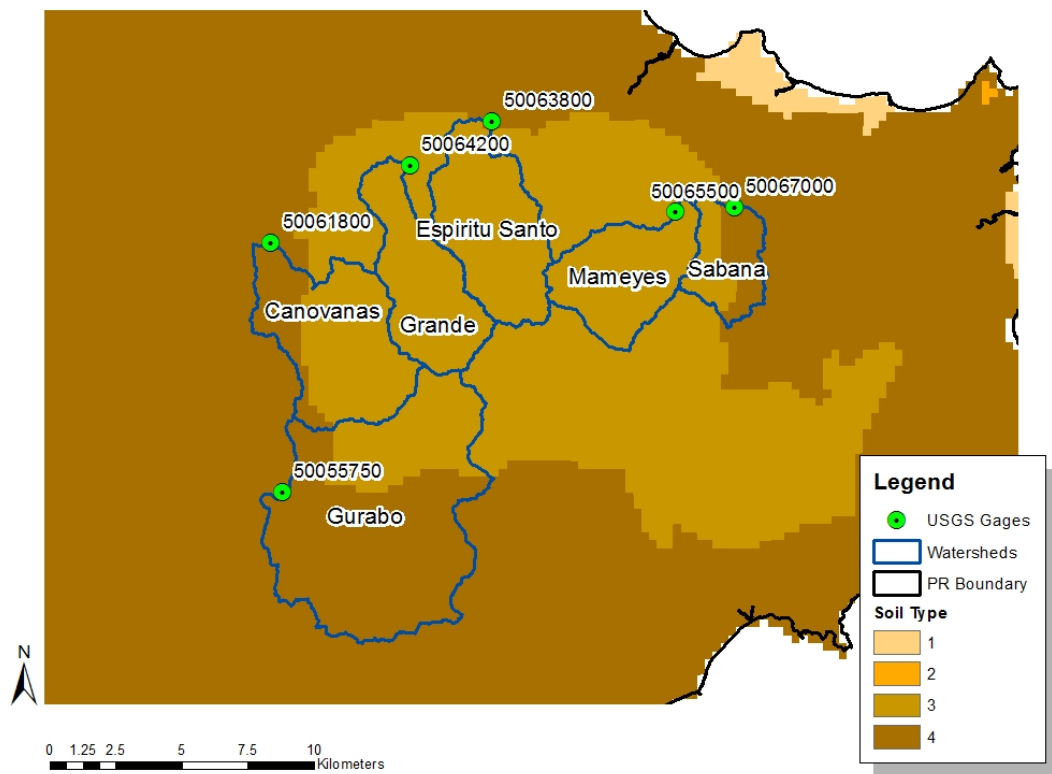 50063800
50064200
50065500
50067000
50061800
Espiritu Santo
Mameyes
Sabana
Canovanas
Grande
50055750
Gurabo
Legend
USGS Gages
Watersheds
PR Boundary
Soil Type
1
2
3
4
N
0 1.25 2.5 5 7.5 10
Kilometers